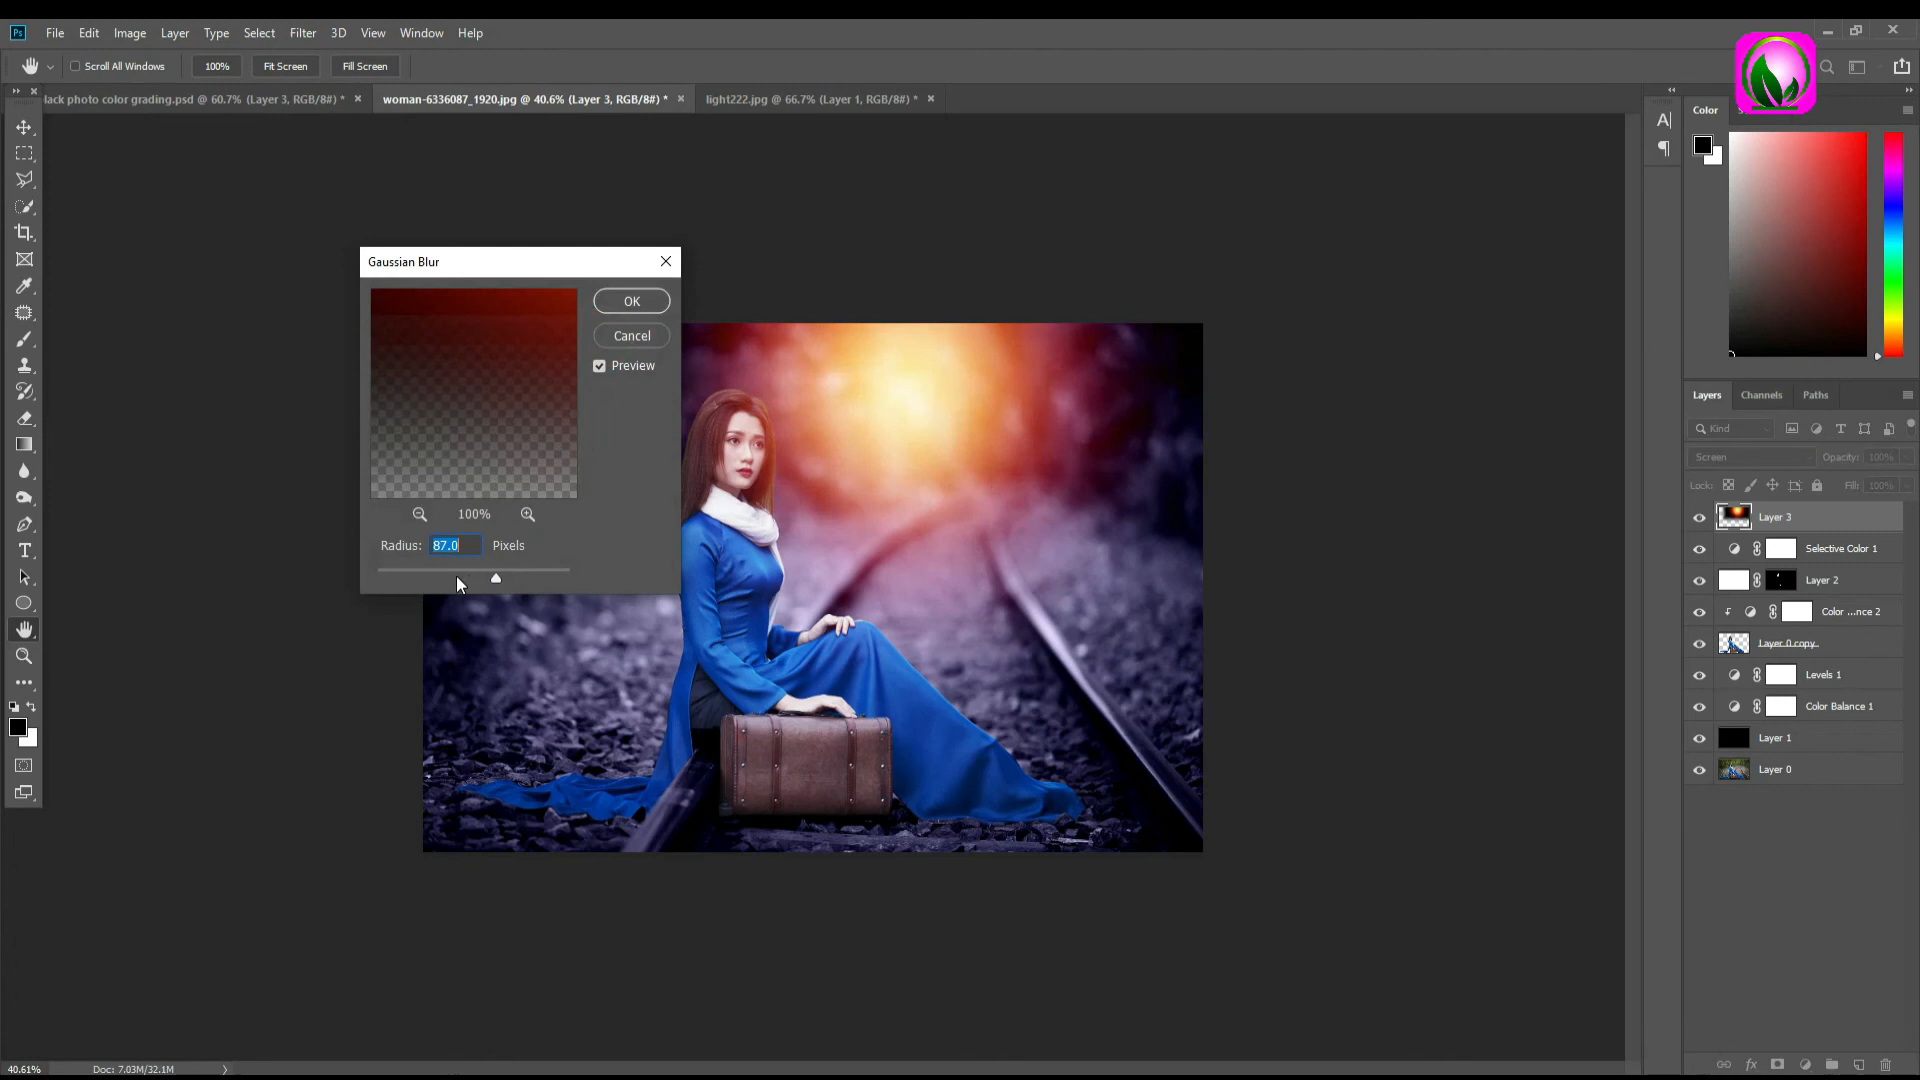 Ps File Edit Image Layer Type Select Filter 3D View Window Help
Scroll All Windows 100% Fit Screen Fill Screen
lack photo color grading.psd @ 60.7% (Layer 3, RGB/8#) * × woman-6336087_1920.jpg @ 40.6% (Layer 3, RGB/8#) * × light222.jpg @ 66.7% (Layer 1, RGB/8#) * ×
Color
Gaussian Blur
OK
Cancel
Preview
100%
Radius: 87.0 Pixels
Layers Channels Paths
Kind
Screen Opacity: 100%
Lock: Fill: 100%
Layer 3
Selective Color 1
Layer 2
Color ...nce 2
Layer 0 copy
Levels 1
Color Balance 1
Layer 1
Layer 0
40.61% Doc: 7.03M/32.1M